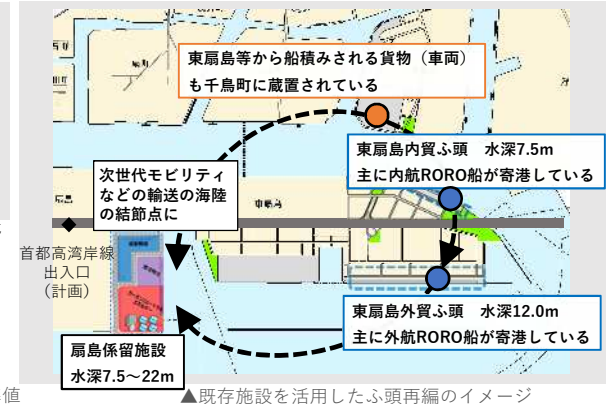 東扇島等から船積みされる貨物（車両）
も千鳥町に蔵置されている
東扇島内貿ふ頭　水深7.5m
主に内航RORO船が寄港している
次世代モビリティ
などの輸送の海陸
の結節点に
東扇島
首都高湾岸線
出入口
（計画）
東扇島外貿ふ頭　水深12.0m
主に外航RORO船が寄港している
扇島係留施設
水深7.5～22m
値
▲既存施設を活用したふ頭再編のイメージ